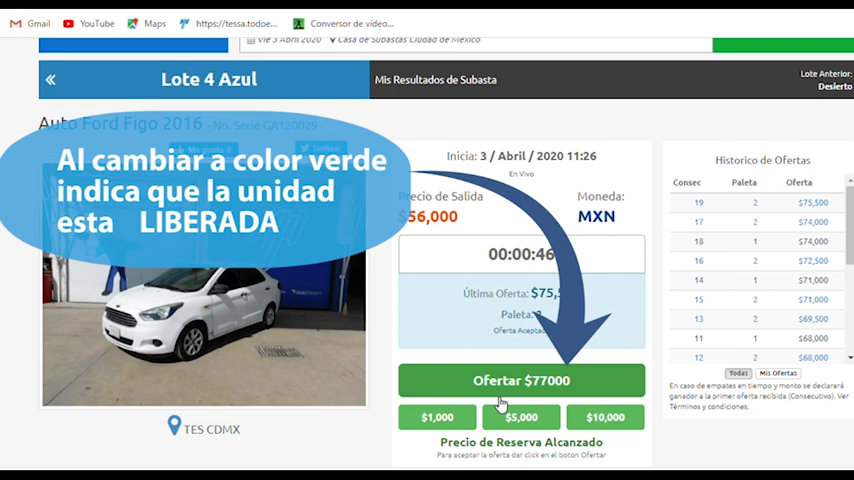 Gmail
YouTube
Maps
https://tessa.todoe...
Conversor de vídeo...
Vie 3 Abril 2020
Casa de Subastas Ciudad de México
Lote 4 Azul
Mis Resultados de Subasta
Lote Anterior:
Desierto
Auto Ford Figo 2016 - No. Serie GA120029
Al cambiar a color verde
indica que la unidad
esta LIBERADA
TES CDMX
Inicia: 3 / Abril / 2020 11:26
En Vivo
Precio de Salida
Moneda:
$56,000
MXN
00:00:46
Última Oferta: $75,5
Paleta:
Oferta Aceptad
Ofertar $77000
$1,000
$5,000
$10,000
Precio de Reserva Alcanzado
Para aceptar la oferta dar click en el boton Ofertar
Historico de Ofertas
Consec Paleta Oferta
19 2 $75,500
17 2 $74,000
18 1 $74,000
16 2 $72,500
14 1 $71,000
15 2 $71,000
13 2 $69,500
11 1 $68,000
12 2 $68,000
Todas
Mis Ofertas
En caso de empates en tiempo y monto se declarará
ganador a la primer oferta recibida (Consecutivo). Ver
Términos y condiciones.